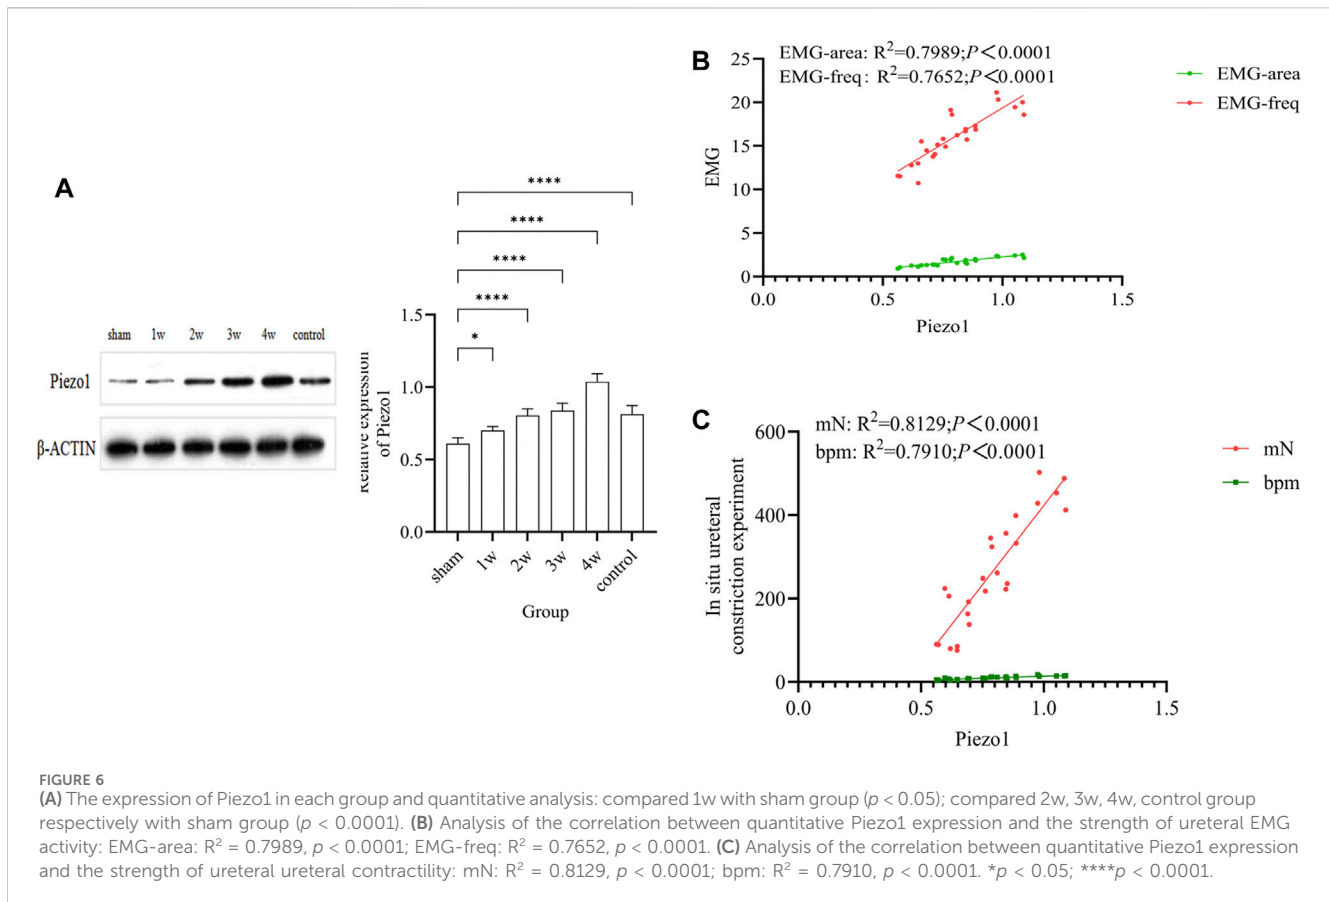 A
sham 1w 2w 3w 4w control
Piezo1
β-ACTIN
****
****
****
****
*
Relative expression
of Piezo1
1.5
1.0
0.5
0.0
sham 1w 2w 3w 4w control
Group
B
EMG-area: R²=0.7989;P<0.0001
EMG-freq: R²=0.7652;P<0.0001
EMG-area
EMG-freq
EMG
25
20
15
10
5
0
0.0 0.5 1.0 1.5
Piezo1
C
mN: R²=0.8129;P<0.0001
bpm: R²=0.7910;P<0.0001
mN
bpm
In situ ureteral
constriction experiment
600
400
200
0
0.0 0.5 1.0 1.5
Piezo1
FIGURE 6
(A) The expression of Piezo1 in each group and quantitative analysis: compared 1w with sham group (p < 0.05); compared 2w, 3w, 4w, control group
respectively with sham group (p < 0.0001). (B) Analysis of the correlation between quantitative Piezo1 expression and the strength of ureteral EMG
activity: EMG-area: R² = 0.7989, p < 0.0001; EMG-freq: R² = 0.7652, p < 0.0001. (C) Analysis of the correlation between quantitative Piezo1 expression
and the strength of ureteral ureteral contractility: mN: R² = 0.8129, p < 0.0001; bpm: R² = 0.7910, p < 0.0001. *p < 0.05; ****p < 0.0001.